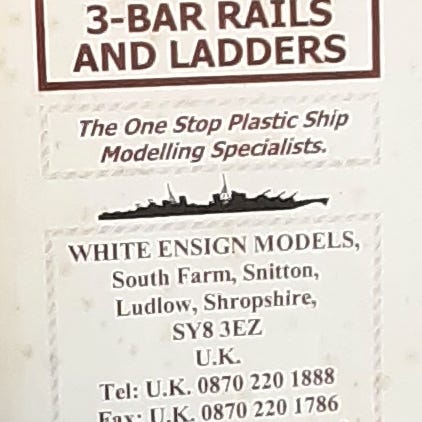 3-BAR RAILS
AND LADDERS
The One Stop Plastic Ship
Modelling Specialists.
WHITE ENSIGN MODELS,
South Farm, Snitton,
Ludlow, Shropshire,
SY8 3EZ
U.K.
Tel: U.K. 0870 220 1888
Fax: U.K. 0870 220 1786